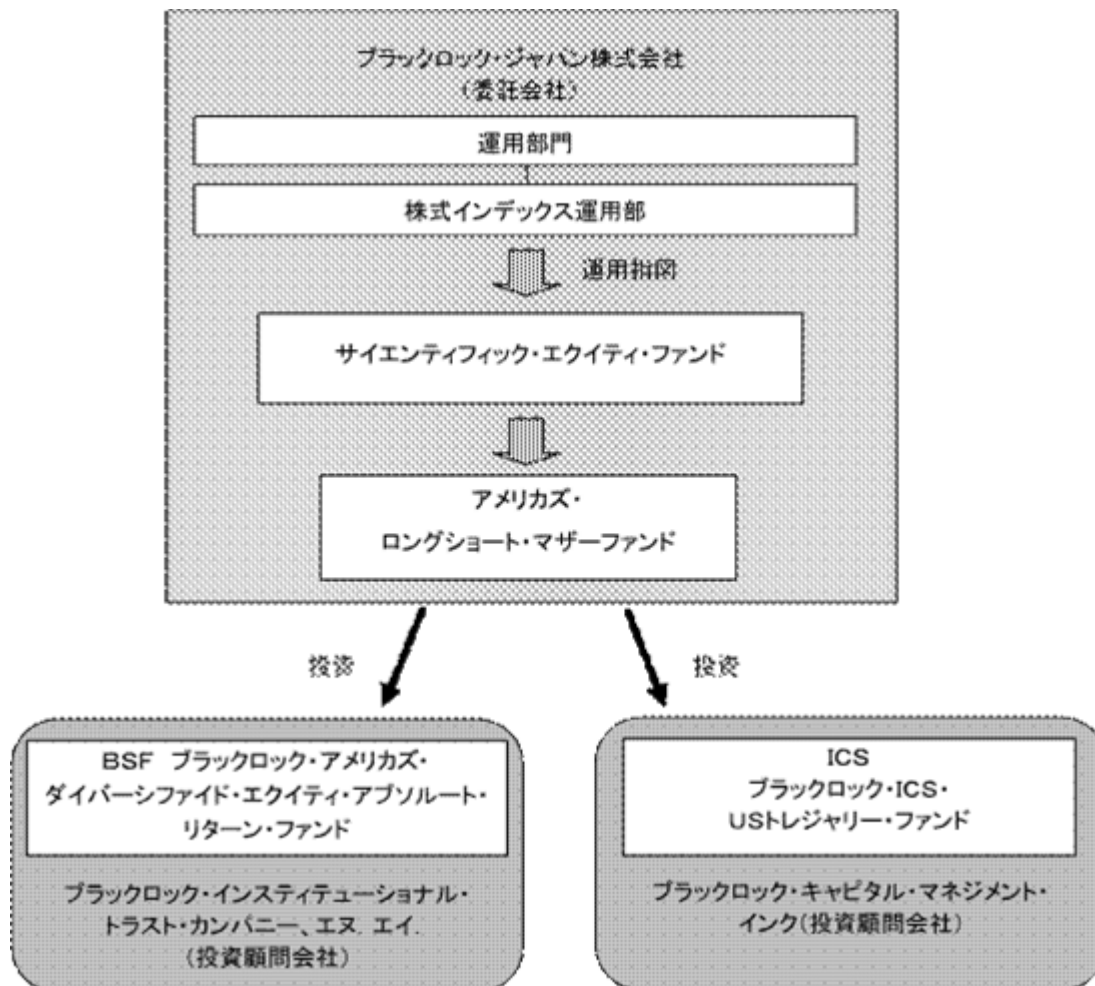 ブラックロック・ジャパン株式会社
(委託会社)
運用部門
株式インデックス運用部
運用指図
サイエンティフィック・エクイティ・ファンド
アメリカズ・
ロングショート・マザーファンド
投資
投資
BSF ブラックロック・アメリカズ・
ダイバーシファイド・エクイティ・アブソルート・
リターン・ファンド
ブラックロック・インスティテューショナル・
トラスト・カンパニー、エヌ.エイ.
(投資顧問会社)
ICS
ブラックロック・ICS・
USトレジャリー・ファンド
ブラックロック・キャピタル・マネジメント・
インク(投資顧問会社)